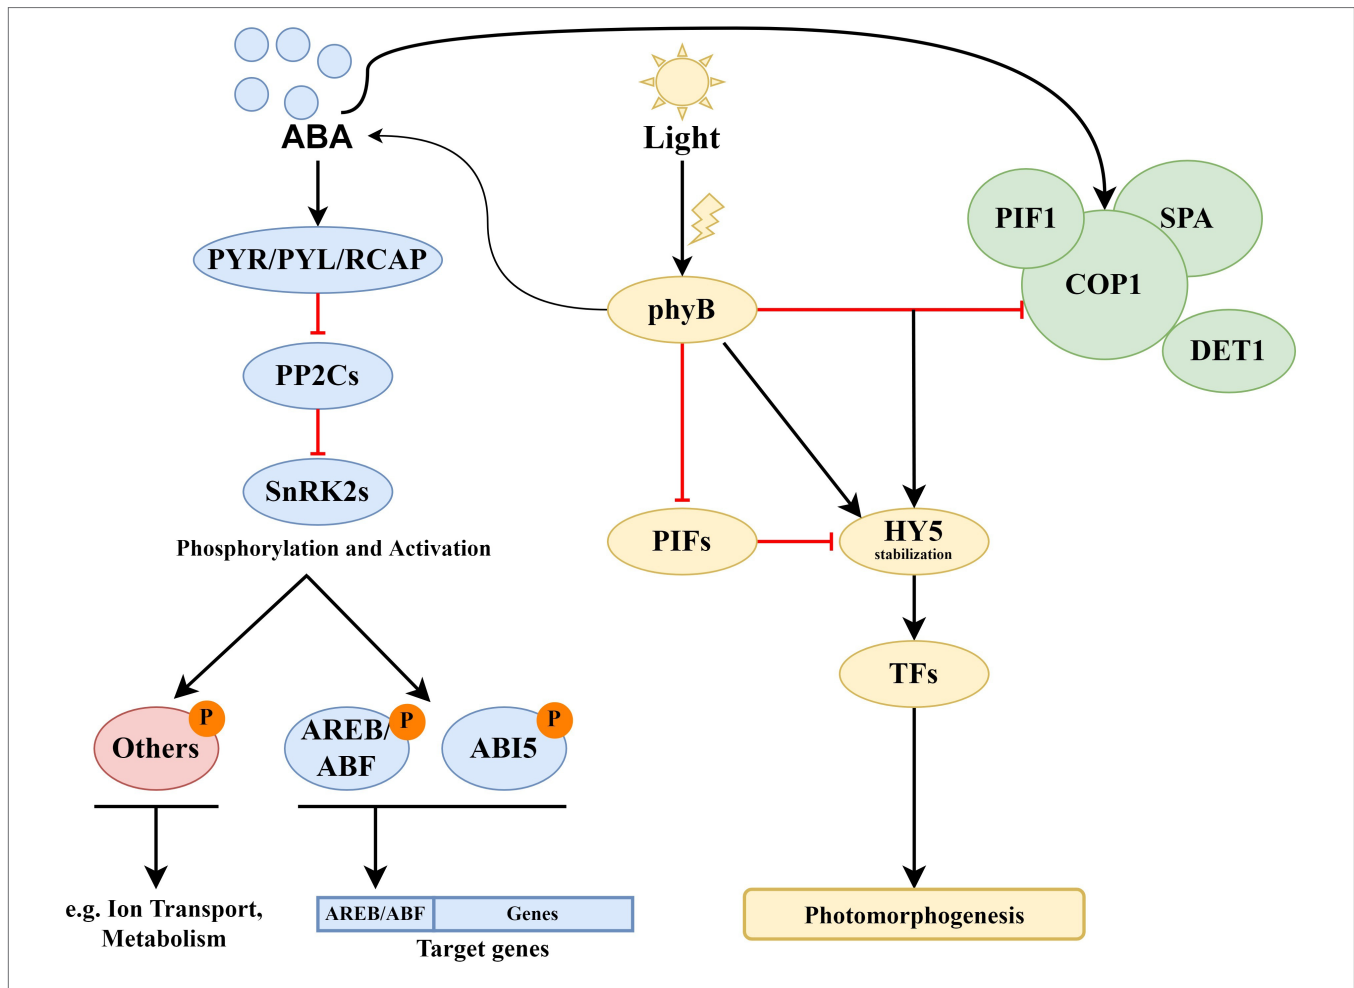 ABA
Light
PYR/PYL/RCAP
phyB
PIF1
SPA
COP1
DET1
PP2Cs
SnRK2s
Phosphorylation and Activation
PIFs
HY5
stabilization
TFs
Others
P
AREB/
ABF
P
ABI5
P
e.g. Ion Transport,
Metabolism
AREB/ABF
Genes
Target genes
Photomorphogenesis